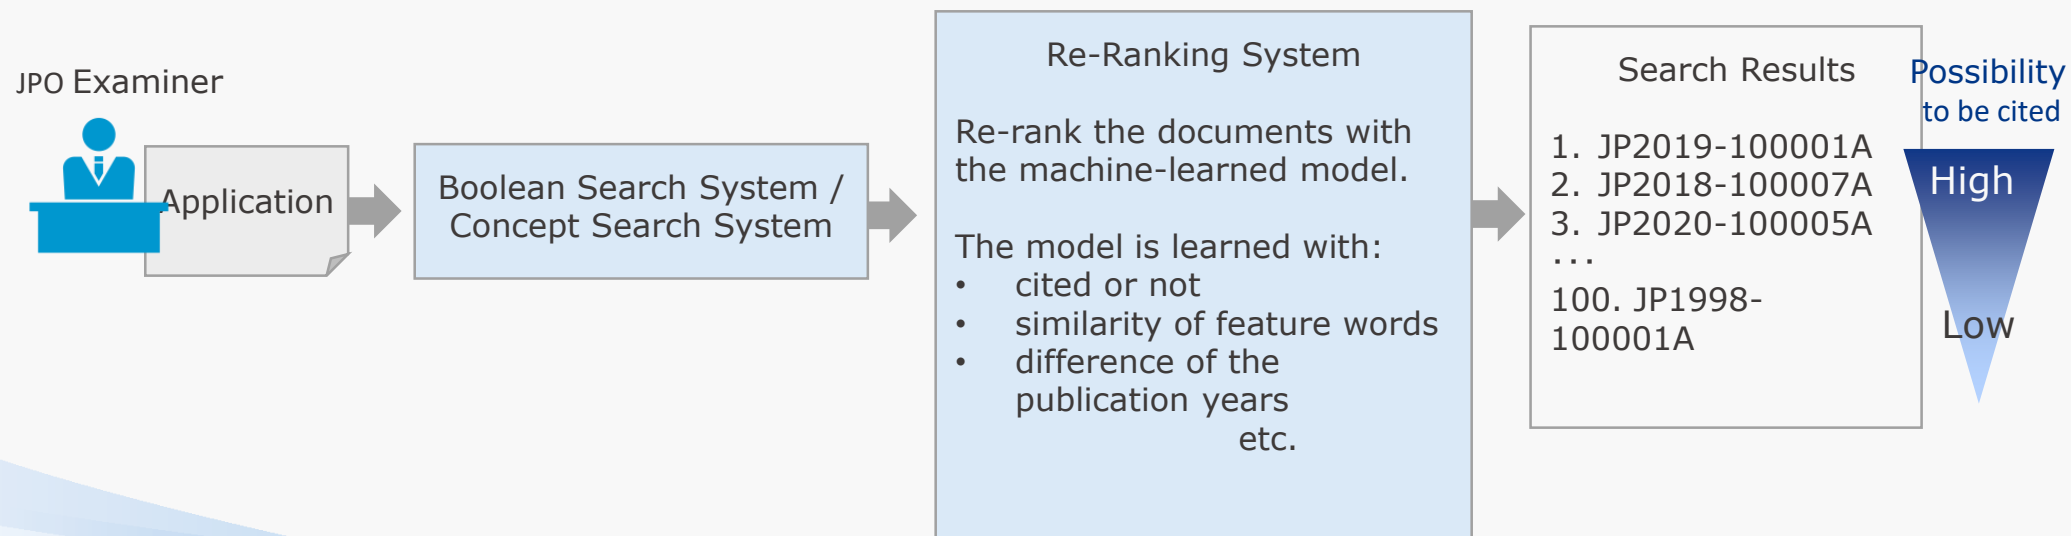 JPO Examiner
Application
Boolean Search System /
Concept Search System
Re-Ranking System
Re-rank the documents with
the machine-learned model.
The model is learned with:
• cited or not
• similarity of feature words
• difference of the
publication years
etc.
Search Results
1. JP2019-100001A
2. JP2018-100007A
3. JP2020-100005A
...
100. JP1998-
100001A
Possibility
to be cited
High
Low